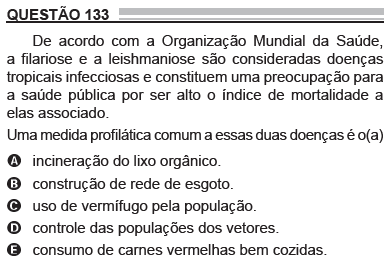 QUESTÃO 133
De acordo com a Organização Mundial da Saúde,
a filariose e a leishmaniose são consideradas doenças
tropicais infecciosas e constituem uma preocupação para
a saúde pública por ser alto o índice de mortalidade a
elas associado.
Uma medida profilática comum a essas duas doenças é o(a)
A incineração do lixo orgânico.
B construção de rede de esgoto.
C uso de vermífugo pela população.
D controle das populações dos vetores.
E consumo de carnes vermelhas bem cozidas.